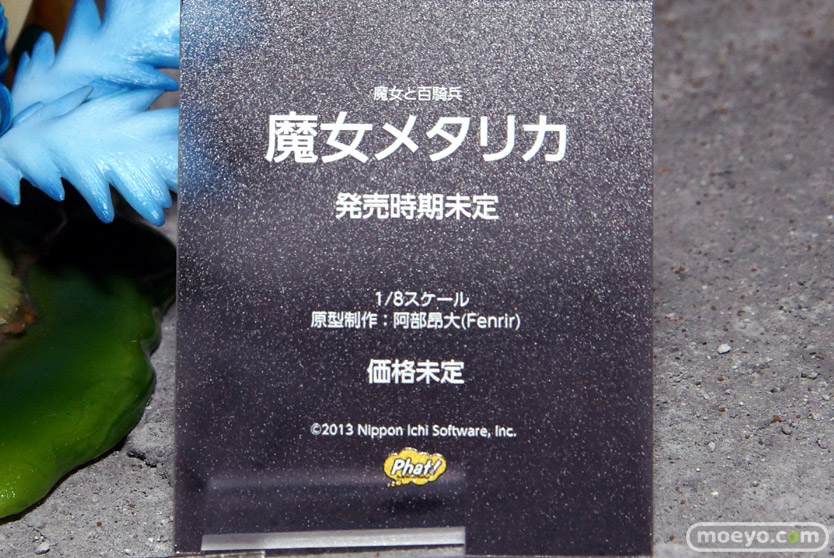 魔女と百騎兵
魔女メタリカ
発売時期未定
1/8スケール
原型制作：阿部昂大(Fenrir)
価格未定
©2013 Nippon Ichi Software, Inc.
Phat!
moeyo.com